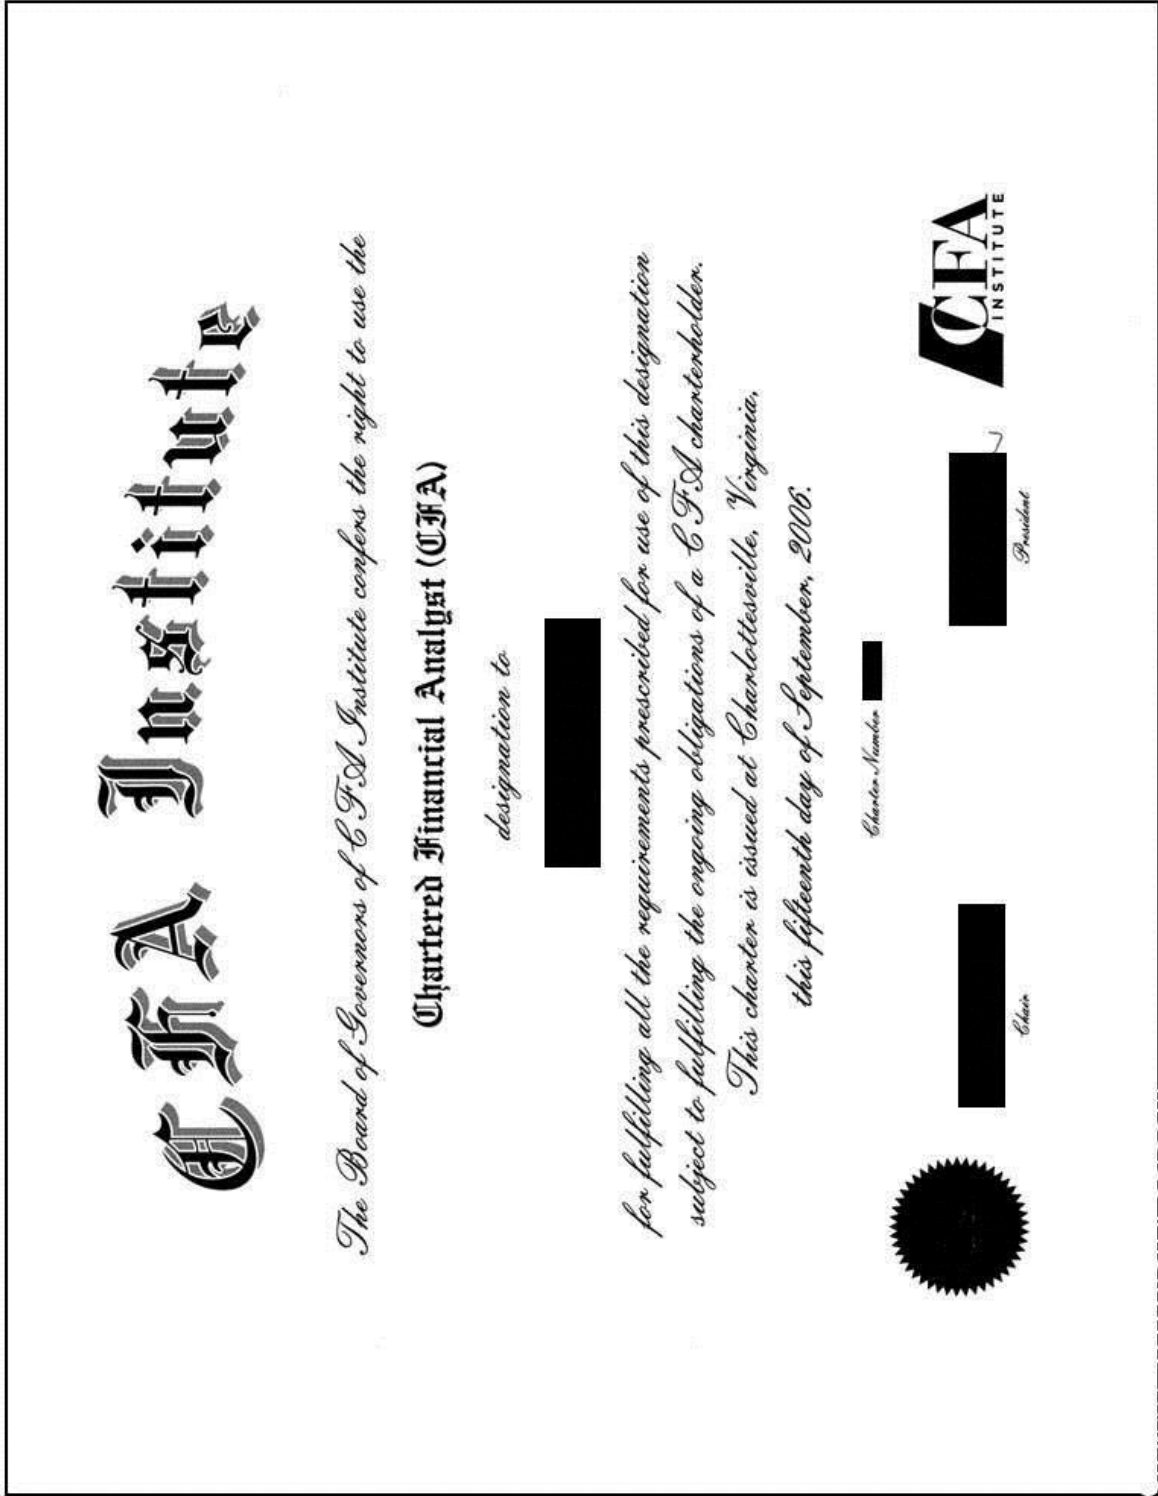 CFA Institute
The Board of Governors of CFA Institute confers the right to use the
Chartered Financial Analyst (CFA)
designation to
for fulfilling all the requirements prescribed for use of this designation
subject to fulfilling the ongoing obligations of a CFA charterholder.
This charter is issued at Charlottesville, Virginia,
this fifteenth day of September, 2006.
Charter Number
Chair
President
CFA
INSTITUTE